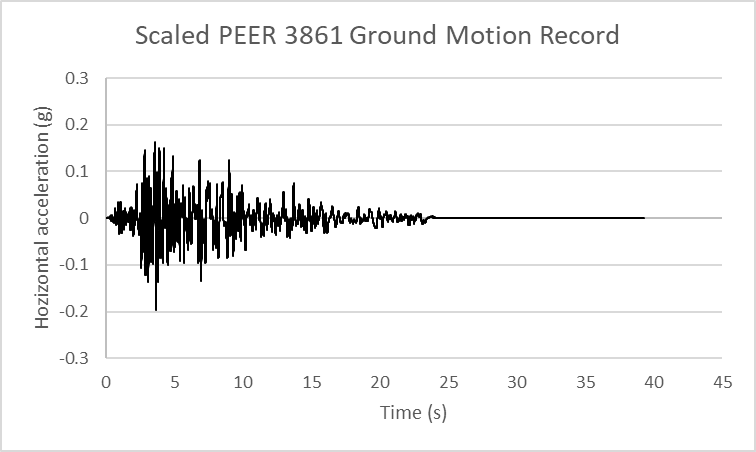 Scaled PEER 3861 Ground Motion Record
Hozizontal acceleration (g)
0.3
0.2
0.1
0
-0.1
-0.2
-0.3
0 5 10 15 20 25 30 35 40 45
Time (s)